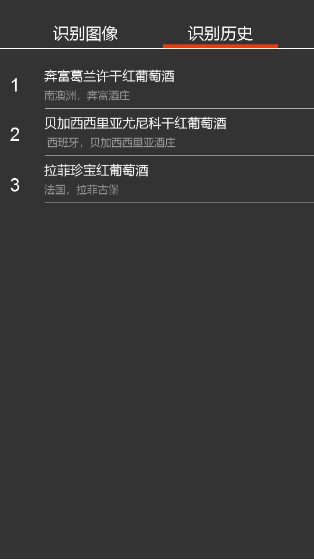 识别图像 识别历史
1 奔富葛兰许干红葡萄酒
南澳洲，奔富酒庄
2 贝加西西里亚尤尼科干红葡萄酒
西班牙，贝加西西里亚酒庄
3 拉菲珍宝红葡萄酒
法国，拉菲古堡